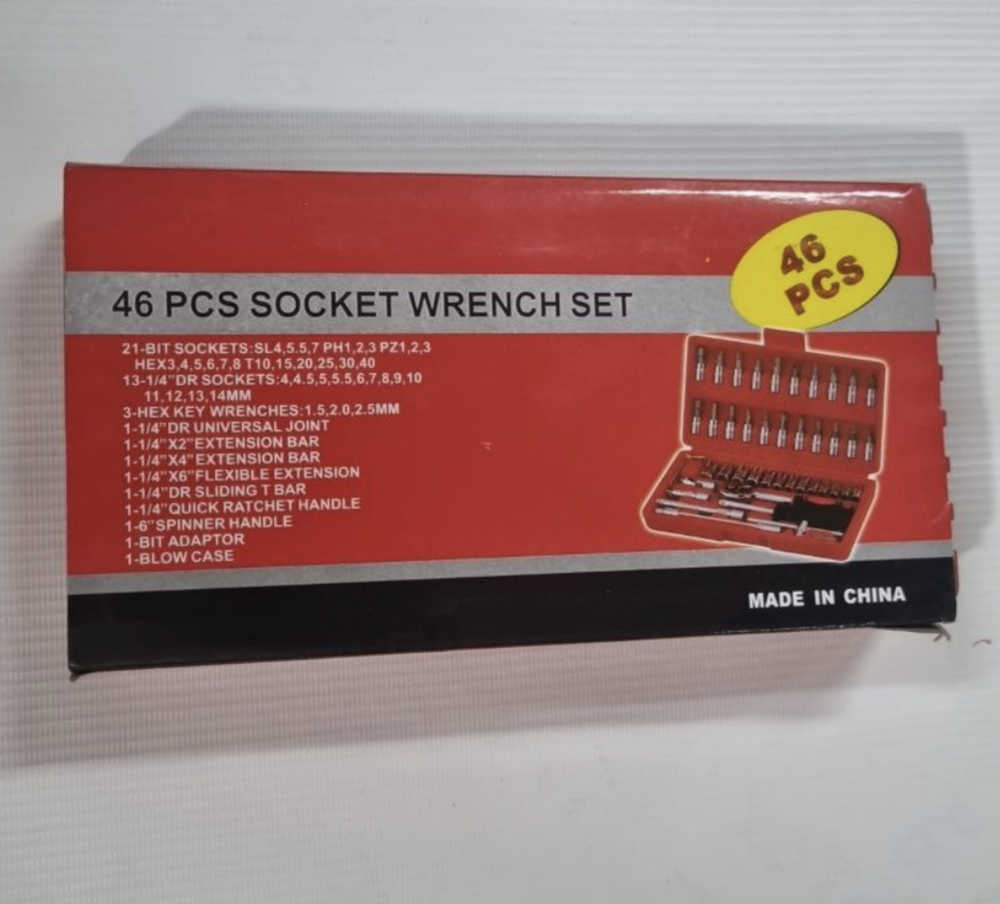 46
PCS
46 PCS SOCKET WRENCH SET
21-BIT SOCKETS:SL4,5.5,7 PH1,2,3 PZ1,2,3
HEX3,4,5,6,7,8 T10,15,20,25,30,40
13-1/4"DR SOCKETS:4,4.5,5,5.5,6,7,8,9,10
11,12,13,14MM
3-HEX KEY WRENCHES:1.5,2.0,2.5MM
1-1/4"DR UNIVERSAL JOINT
1-1/4"X2"EXTENSION BAR
1-1/4"X4"EXTENSION BAR
1-1/4"X6"FLEXIBLE EXTENSION
1-1/4"DR SLIDING T BAR
1-1/4"QUICK RATCHET HANDLE
1-6"SPINNER HANDLE
1-BIT ADAPTOR
1-BLOW CASE
MADE IN CHINA